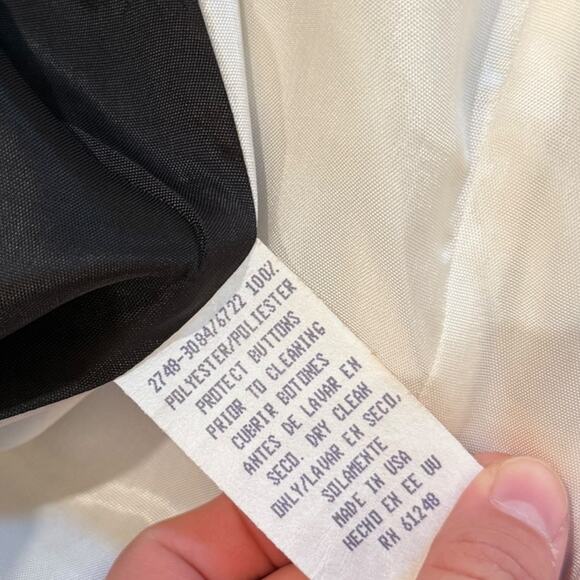 2748-3084/6722 100%
POLYESTER/POLIESTER
PROTECT BUTTONS
PRIOR TO CLEANING
CUBRIR BOTONES
ANTES DE LAVAR EN
SECO. DRY CLEAN
ONLY/LAVAR EN SECO,
SOLAMENTE
MADE IN USA
HECHO EN EE UU
RN 61248